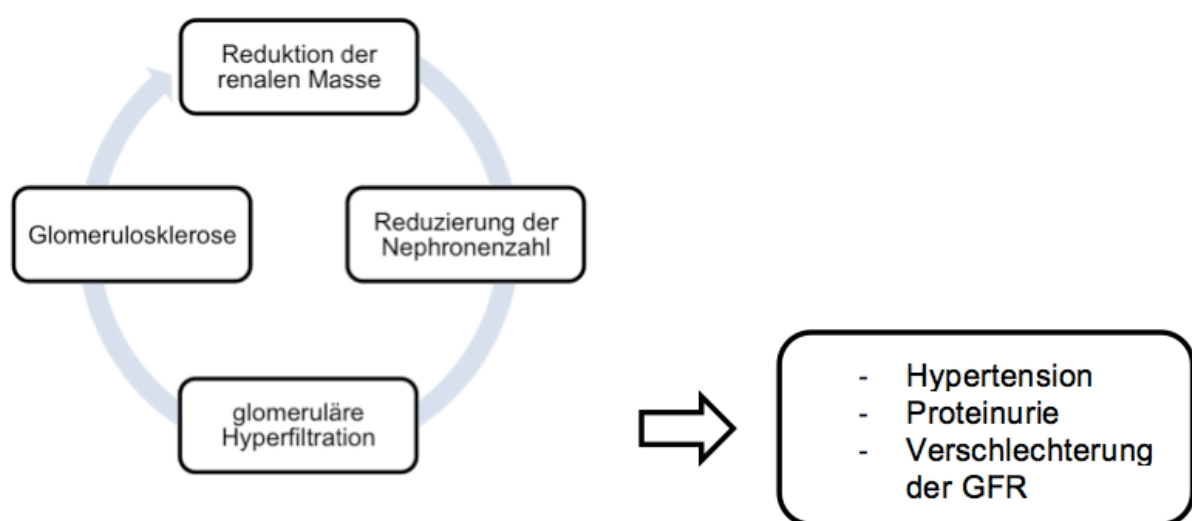 Reduktion der
renalen Masse
Reduzierung der
Nephronenzahl
glomeruläre
Hyperfiltration
Glomerulosklerose
- Hypertension
- Proteinurie
- Verschlechterung
der GFR